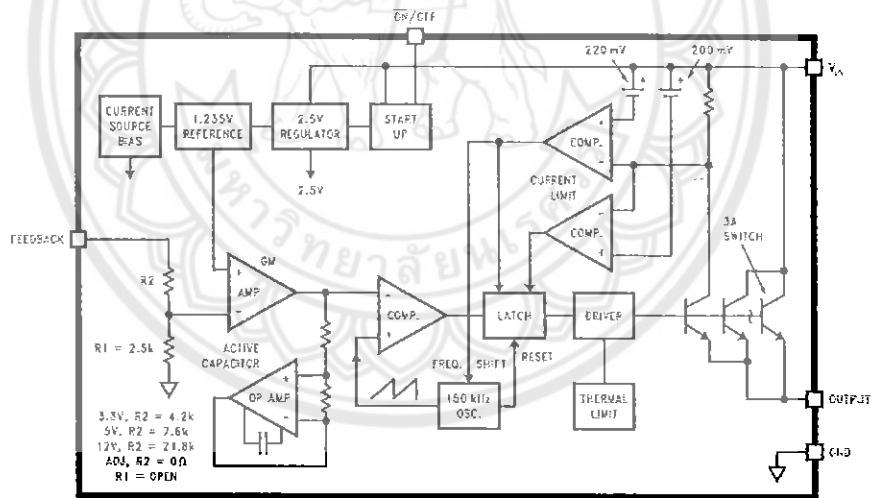 ON/OFF
220 mV
200 mV
VIN
CURRENT
SOURCE
BIAS
1.235V
REFERENCE
2.5V
REGULATOR
START
UP
2.5V
COMP.
CURRENT
LIMIT
COMP.
3A
SWITCH
FEEDBACK
R2
R1 = 2.5k
GM
AMP
COMP.
LATCH
DRIVER
ACTIVE
CAPACITOR
FREQ. SHIFT
RESET
OP AMP
150 kHz
OSC.
THERMAL
LIMIT
OUTPUT
GND
3.3V, R2 = 4.2k
5V, R2 = 7.6k
12V, R2 = 21.8k
ADJ, R2 = 0Ω
R1 = OPEN